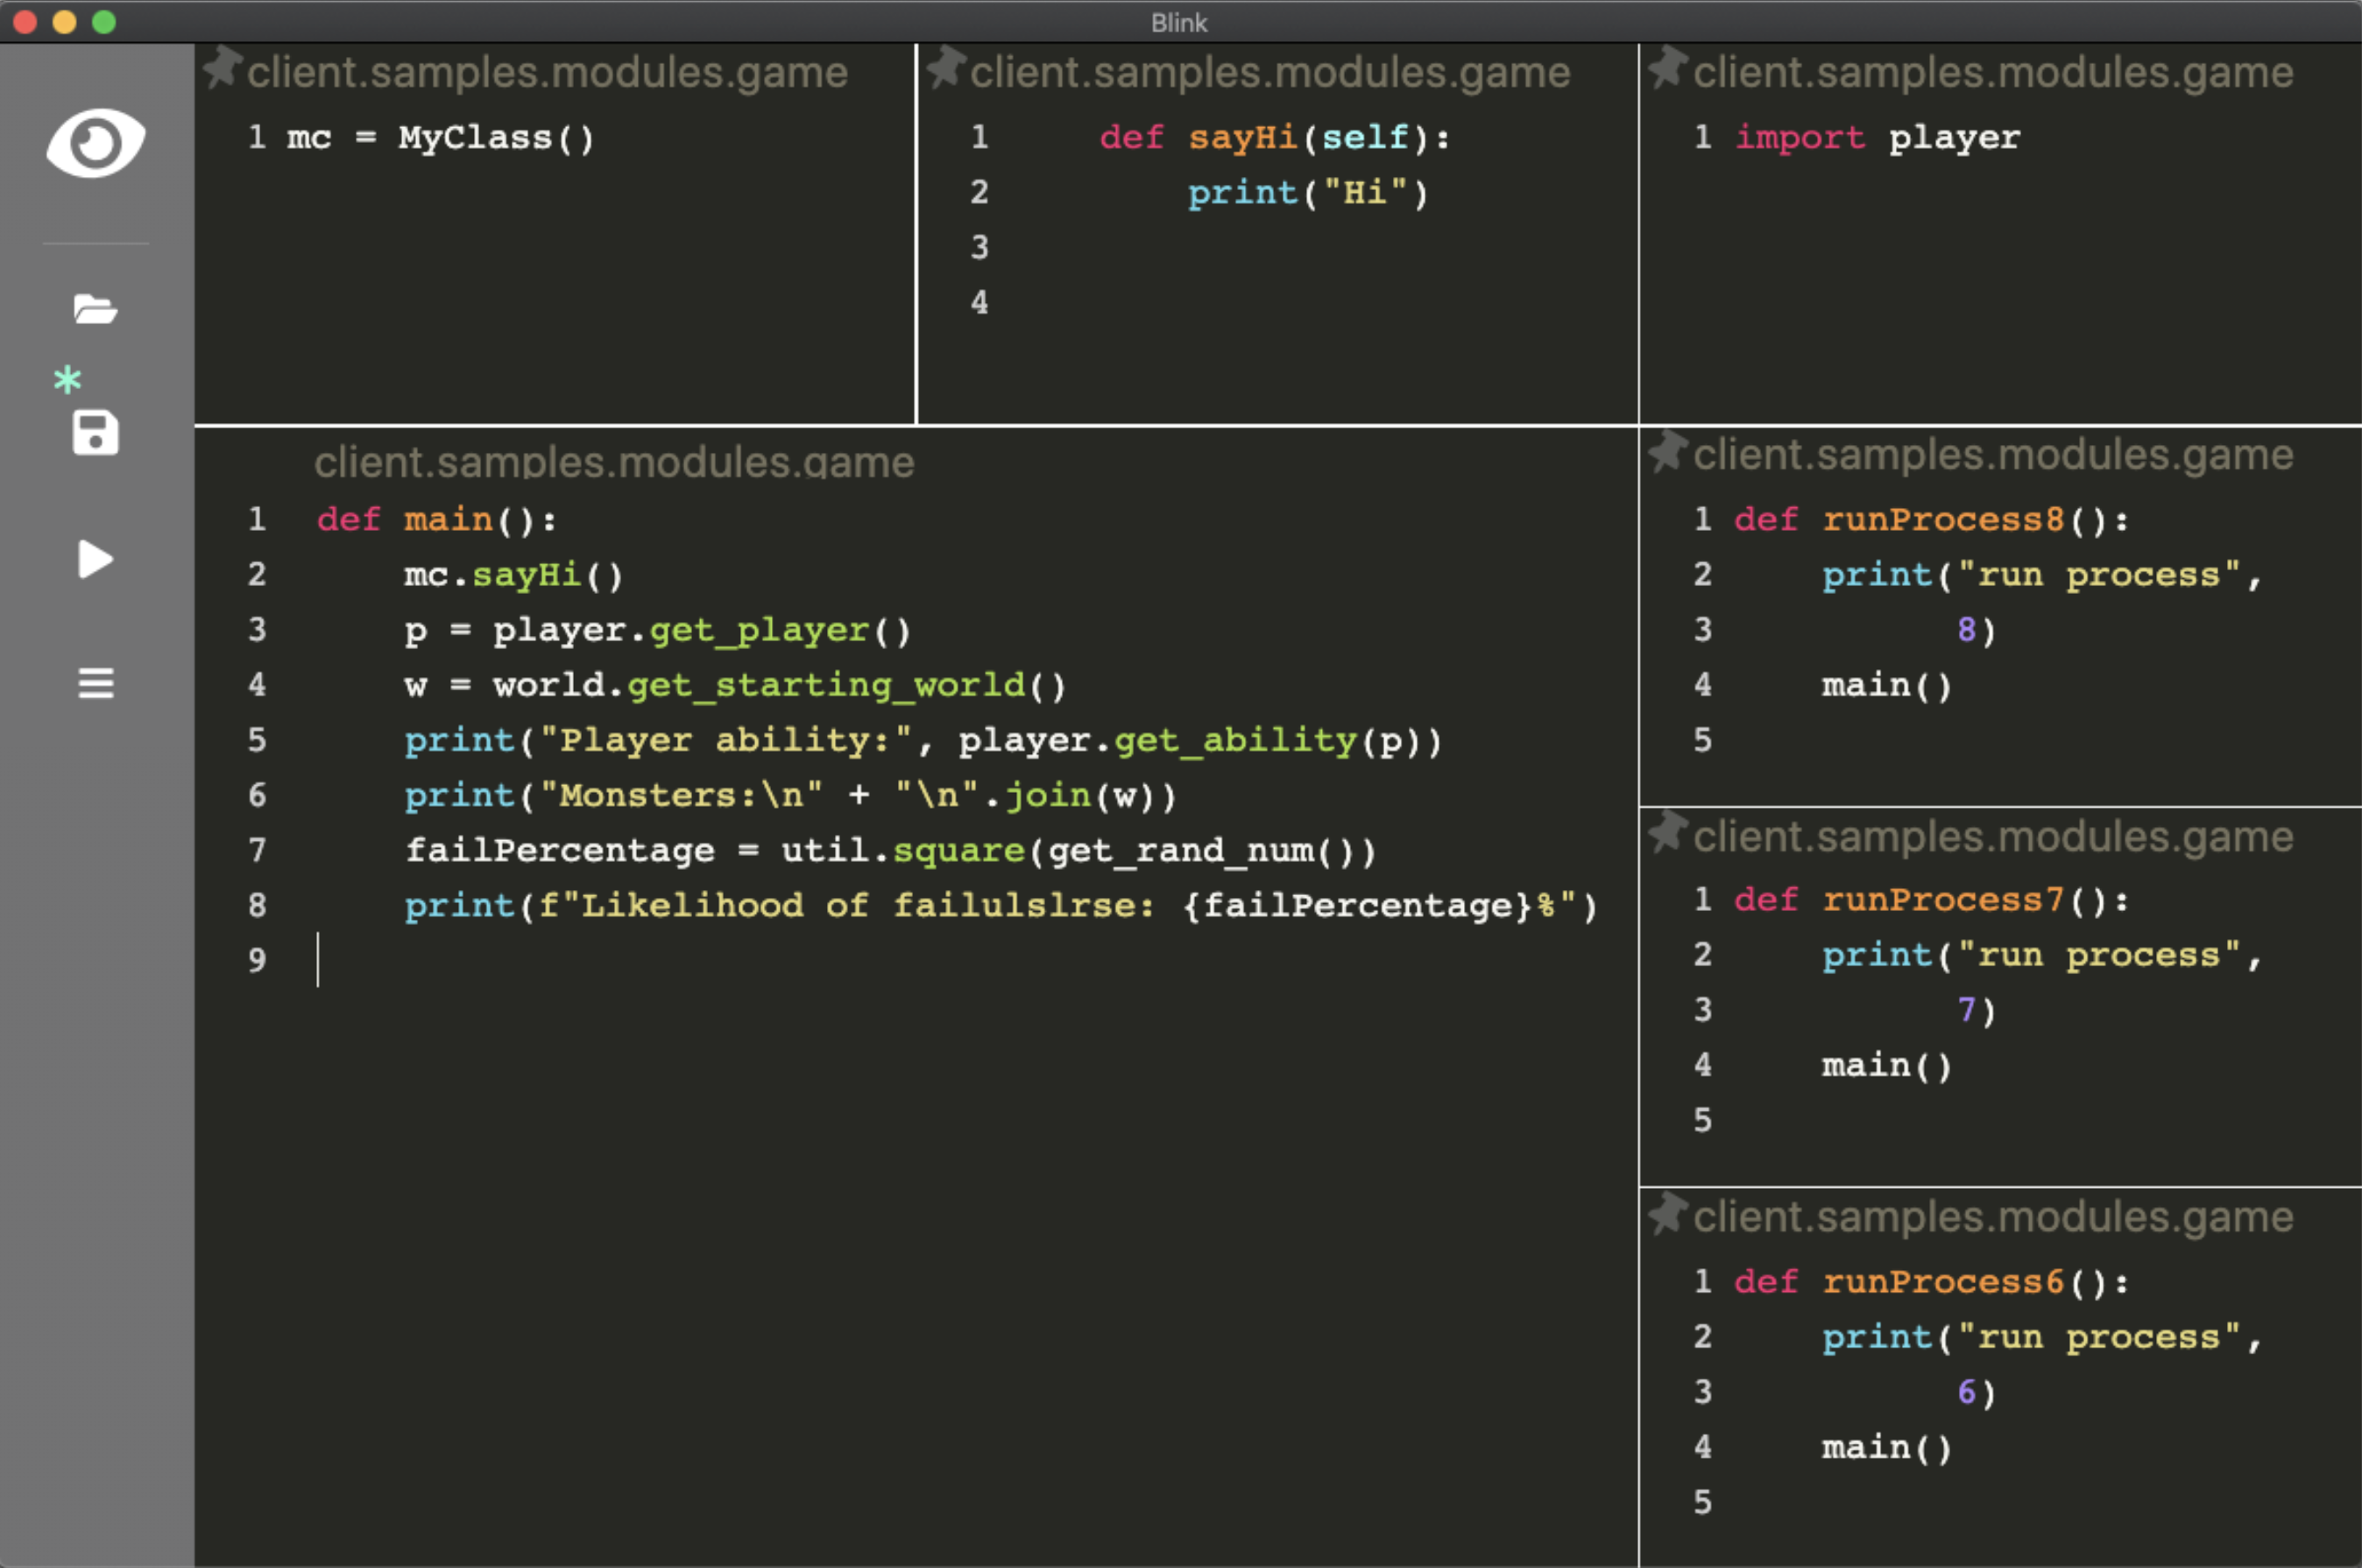 Blink
client.samples.modules.game
1 mc = MyClass()
client.samples.modules.game
1     def sayHi(self):
2         print("Hi")
3
4
client.samples.modules.game
1 import player
client.samples.modules.game
1 def main():
2     mc.sayHi()
3     p = player.get_player()
4     w = world.get_starting_world()
5     print("Player ability:", player.get_ability(p))
6     print("Monsters:\n" + "\n".join(w))
7     failPercentage = util.square(get_rand_num())
8     print(f"Likelihood of failulslrse: {failPercentage}%")
9
client.samples.modules.game
1 def runProcess8():
2     print("run process",
3           8)
4     main()
5
client.samples.modules.game
1 def runProcess7():
2     print("run process",
3           7)
4     main()
5
client.samples.modules.game
1 def runProcess6():
2     print("run process",
3           6)
4     main()
5